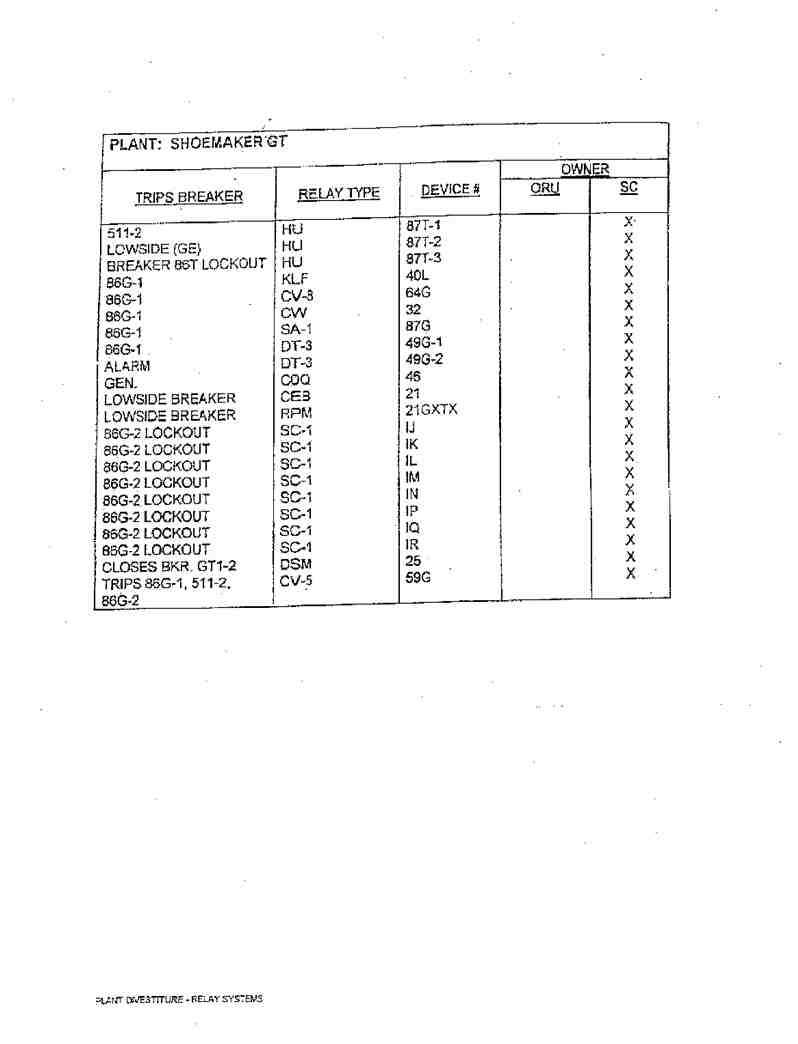 PLANT: SHOEMAKER GT
OWNER
TRIPS BREAKER RELAY TYPE DEVICE # ORU SC
511-2 HU 87T-1 X
LOWSIDE (GE) HU 87T-2 X
BREAKER 86T LOCKOUT HU 87T-3 X
86G-1 KLF 40L X
86G-1 CV-8 64G X
86G-1 CW 32 X
86G-1 SA-1 87G X
86G-1 DT-3 49G-1 X
ALARM DT-3 49G-2 X
GEN. COQ 46 X
LOWSIDE BREAKER CEB 21 X
LOWSIDE BREAKER RPM 21GXTX X
86G-2 LOCKOUT SC-1 IJ X
86G-2 LOCKOUT SC-1 IK X
86G-2 LOCKOUT SC-1 IL X
86G-2 LOCKOUT SC-1 IM X
86G-2 LOCKOUT SC-1 IN X
86G-2 LOCKOUT SC-1 IP X
86G-2 LOCKOUT SC-1 IQ X
86G-2 LOCKOUT SC-1 IR X
CLOSES BKR. GT1-2 DSM 25 X
TRIPS 86G-1, 511-2, CV-5 59G X
86G-2
PLANT DIVESTITURE - RELAY SYSTEMS